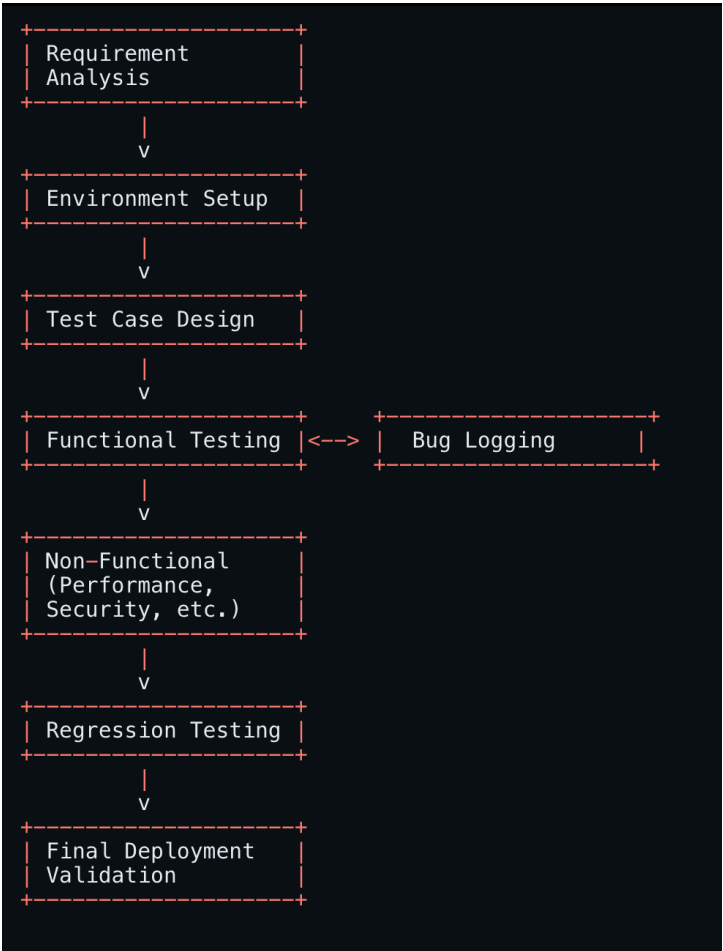 +--------------------+
| Requirement        |
| Analysis           |
+--------------------+
         |
         v
+--------------------+
| Environment Setup  |
+--------------------+
         |
         v
+--------------------+
| Test Case Design   |
+--------------------+
         |
         v
+--------------------+     +--------------------+
| Functional Testing |<--> |  Bug Logging      |
+--------------------+     +--------------------+
         |
         v
+--------------------+
| Non-Functional     |
| (Performance,      |
| Security, etc.)    |
+--------------------+
         |
         v
+--------------------+
| Regression Testing |
+--------------------+
         |
         v
+--------------------+
| Final Deployment   |
| Validation         |
+--------------------+